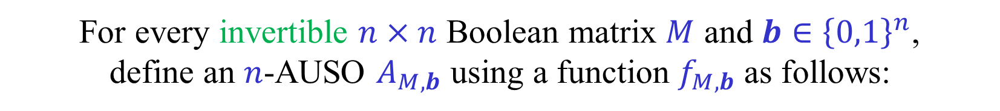 For every invertible n × n Boolean matrix M and b ∈ {0,1}ⁿ,
define an n-AUSO A_{M,b} using a function f_{M,b} as follows: